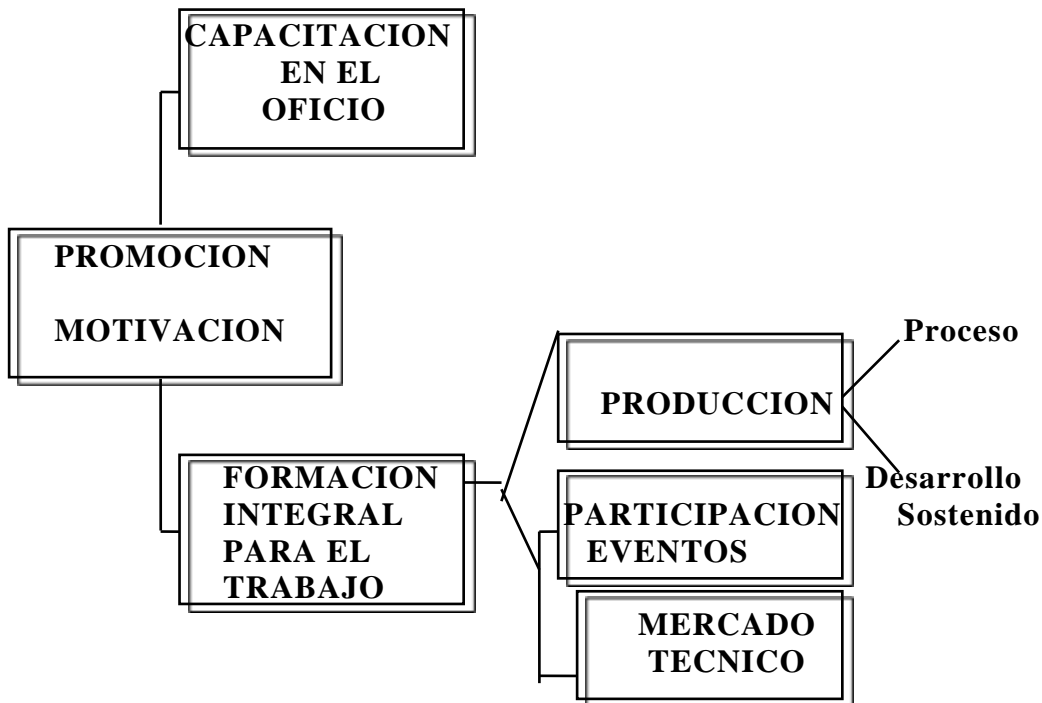 CAPACITACION
EN EL
OFICIO
PROMOCION
MOTIVACION
FORMACION
INTEGRAL
PARA EL
TRABAJO
PRODUCCION
Proceso
Desarrollo
Sostenido
PARTICIPACION
EVENTOS
MERCADO
TECNICO